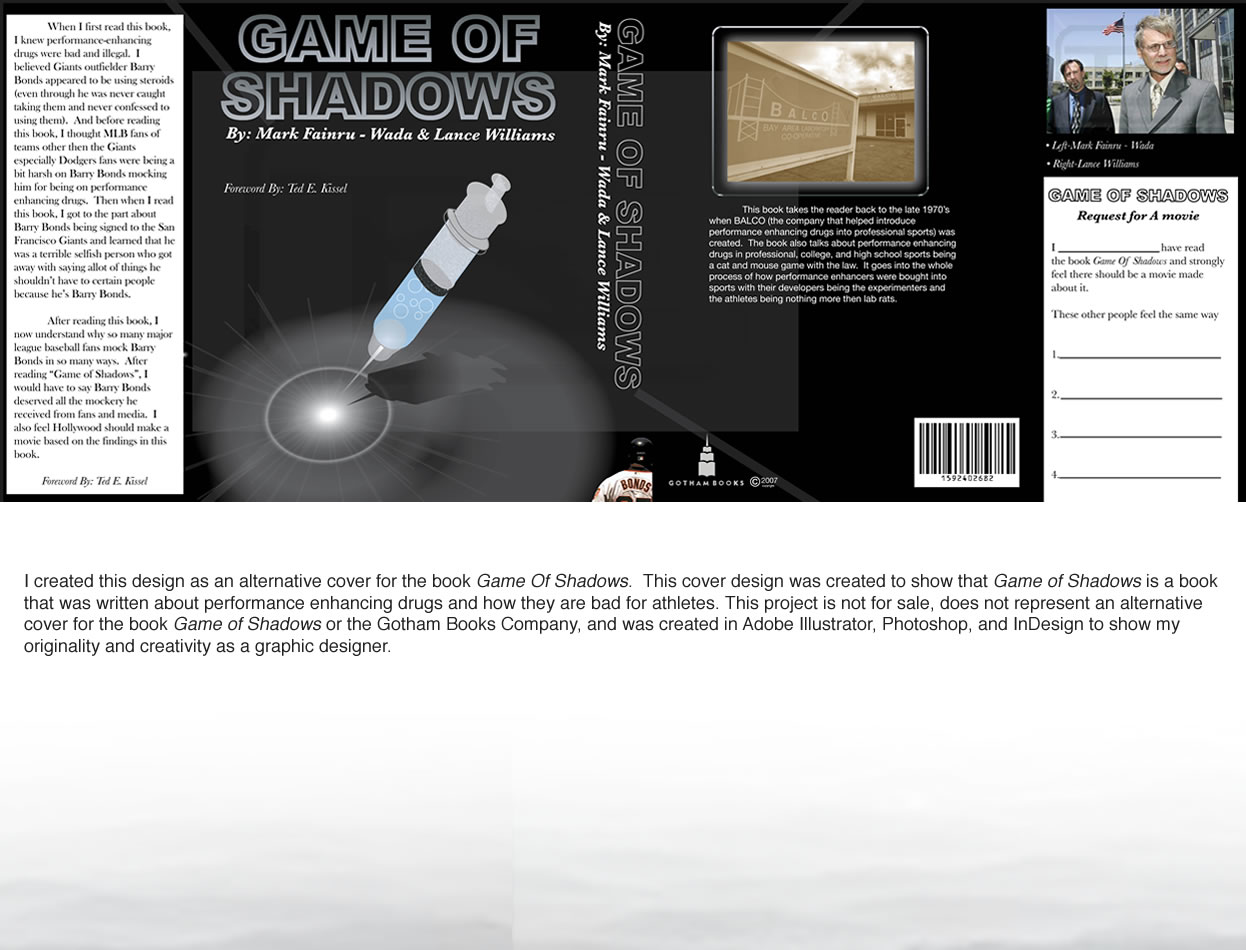 When I first read this book,
I knew performance-enhancing
drugs were bad and illegal.  I
believed Giants outfielder Barry
Bonds appeared to be using steroids
(even through he was never caught
taking them and never confessed to
using them).  And before reading
this book, I thought MLB fans of
teams other then the Giants
especially Dodgers fans were being a
bit harsh on Barry Bonds mocking
him for being on performance
enhancing drugs.  Then when I read
this book, I got to the part about
Barry Bonds being signed to the San
Francisco Giants and learned that he
was a terrible selfish person who got
away with saying allot of things he
shouldn't have to certain people
because he's Barry Bonds.
After reading this book, I
now understand why so many major
league baseball fans mock Barry
Bonds in so many ways.  After
reading "Game of Shadows", I
would have to say Barry Bonds
deserved all the mockery he
received from fans and media.  I
also feel Hollywood should make a
movie based on the findings in this
book.
Foreword By: Ted E. Kissel
GAME OF
SHADOWS
By: Mark Fainru - Wada & Lance Williams
Foreword By: Ted E. Kissel
GAME OF SHADOWS
By: Mark Fainru - Wada & Lance Williams
BONDS
BALCO
BAY AREA LABORATORY
CO-OPERATIVE
This book takes the reader back to the late 1970's
when BALCO (the company that helped introduce
performance enhancing drugs into professional sports) was
created.  The book also talks about performance enhancing
drugs in professional, college, and high school sports being
a cat and mouse game with the law.  It goes into the whole
process of how performance enhancers were bought into
sports with their developers being the experimenters and
the athletes being nothing more then lab rats.
GOTHAM BOOKS
©2007
copyright
1592402682
• Left-Mark Fainru - Wada
• Right-Lance Williams
GAME OF SHADOWS
Request for A movie
I ____________________ have read
the book Game Of Shadows and strongly
feel there should be a movie made
about it.
These other people feel the same way
1.
2.
3.
4.
I created this design as an alternative cover for the book Game Of Shadows.  This cover design was created to show that Game of Shadows is a book
that was written about performance enhancing drugs and how they are bad for athletes. This project is not for sale, does not represent an alternative
cover for the book Game of Shadows or the Gotham Books Company, and was created in Adobe Illustrator, Photoshop, and InDesign to show my
originality and creativity as a graphic designer.